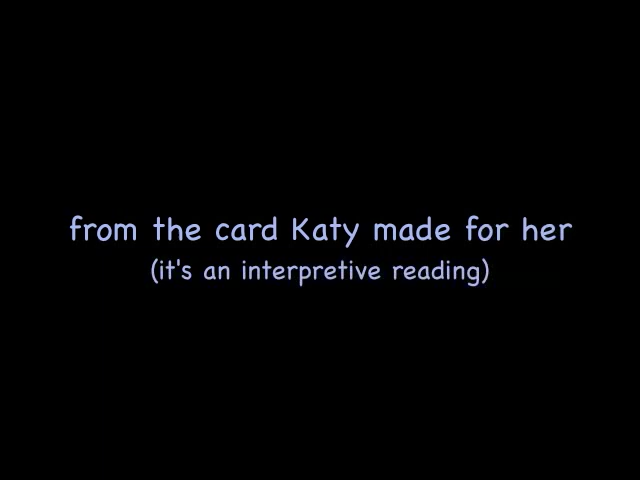 from the card Katy made for her
(it's an interpretive reading)